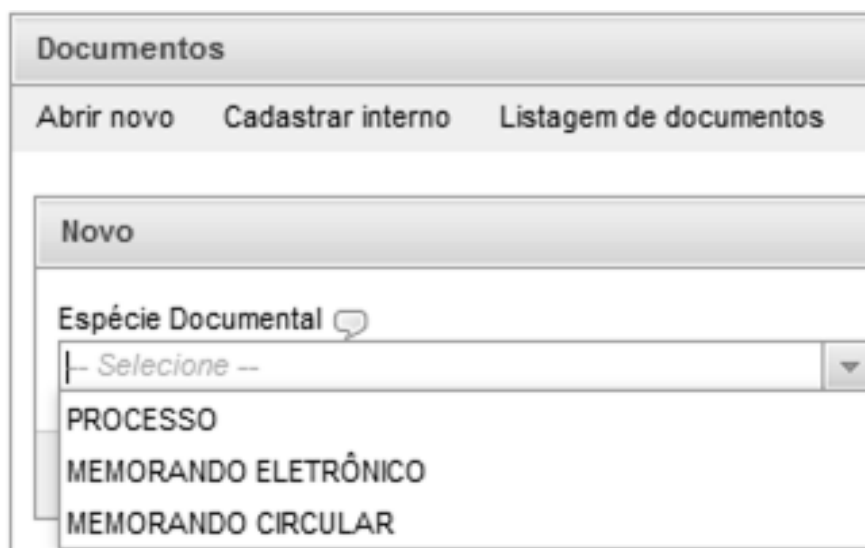 Documentos
Abrir novo Cadastrar interno Listagem de documentos
Novo
Espécie Documental
-- Selecione --
PROCESSO
MEMORANDO ELETRÔNICO
MEMORANDO CIRCULAR